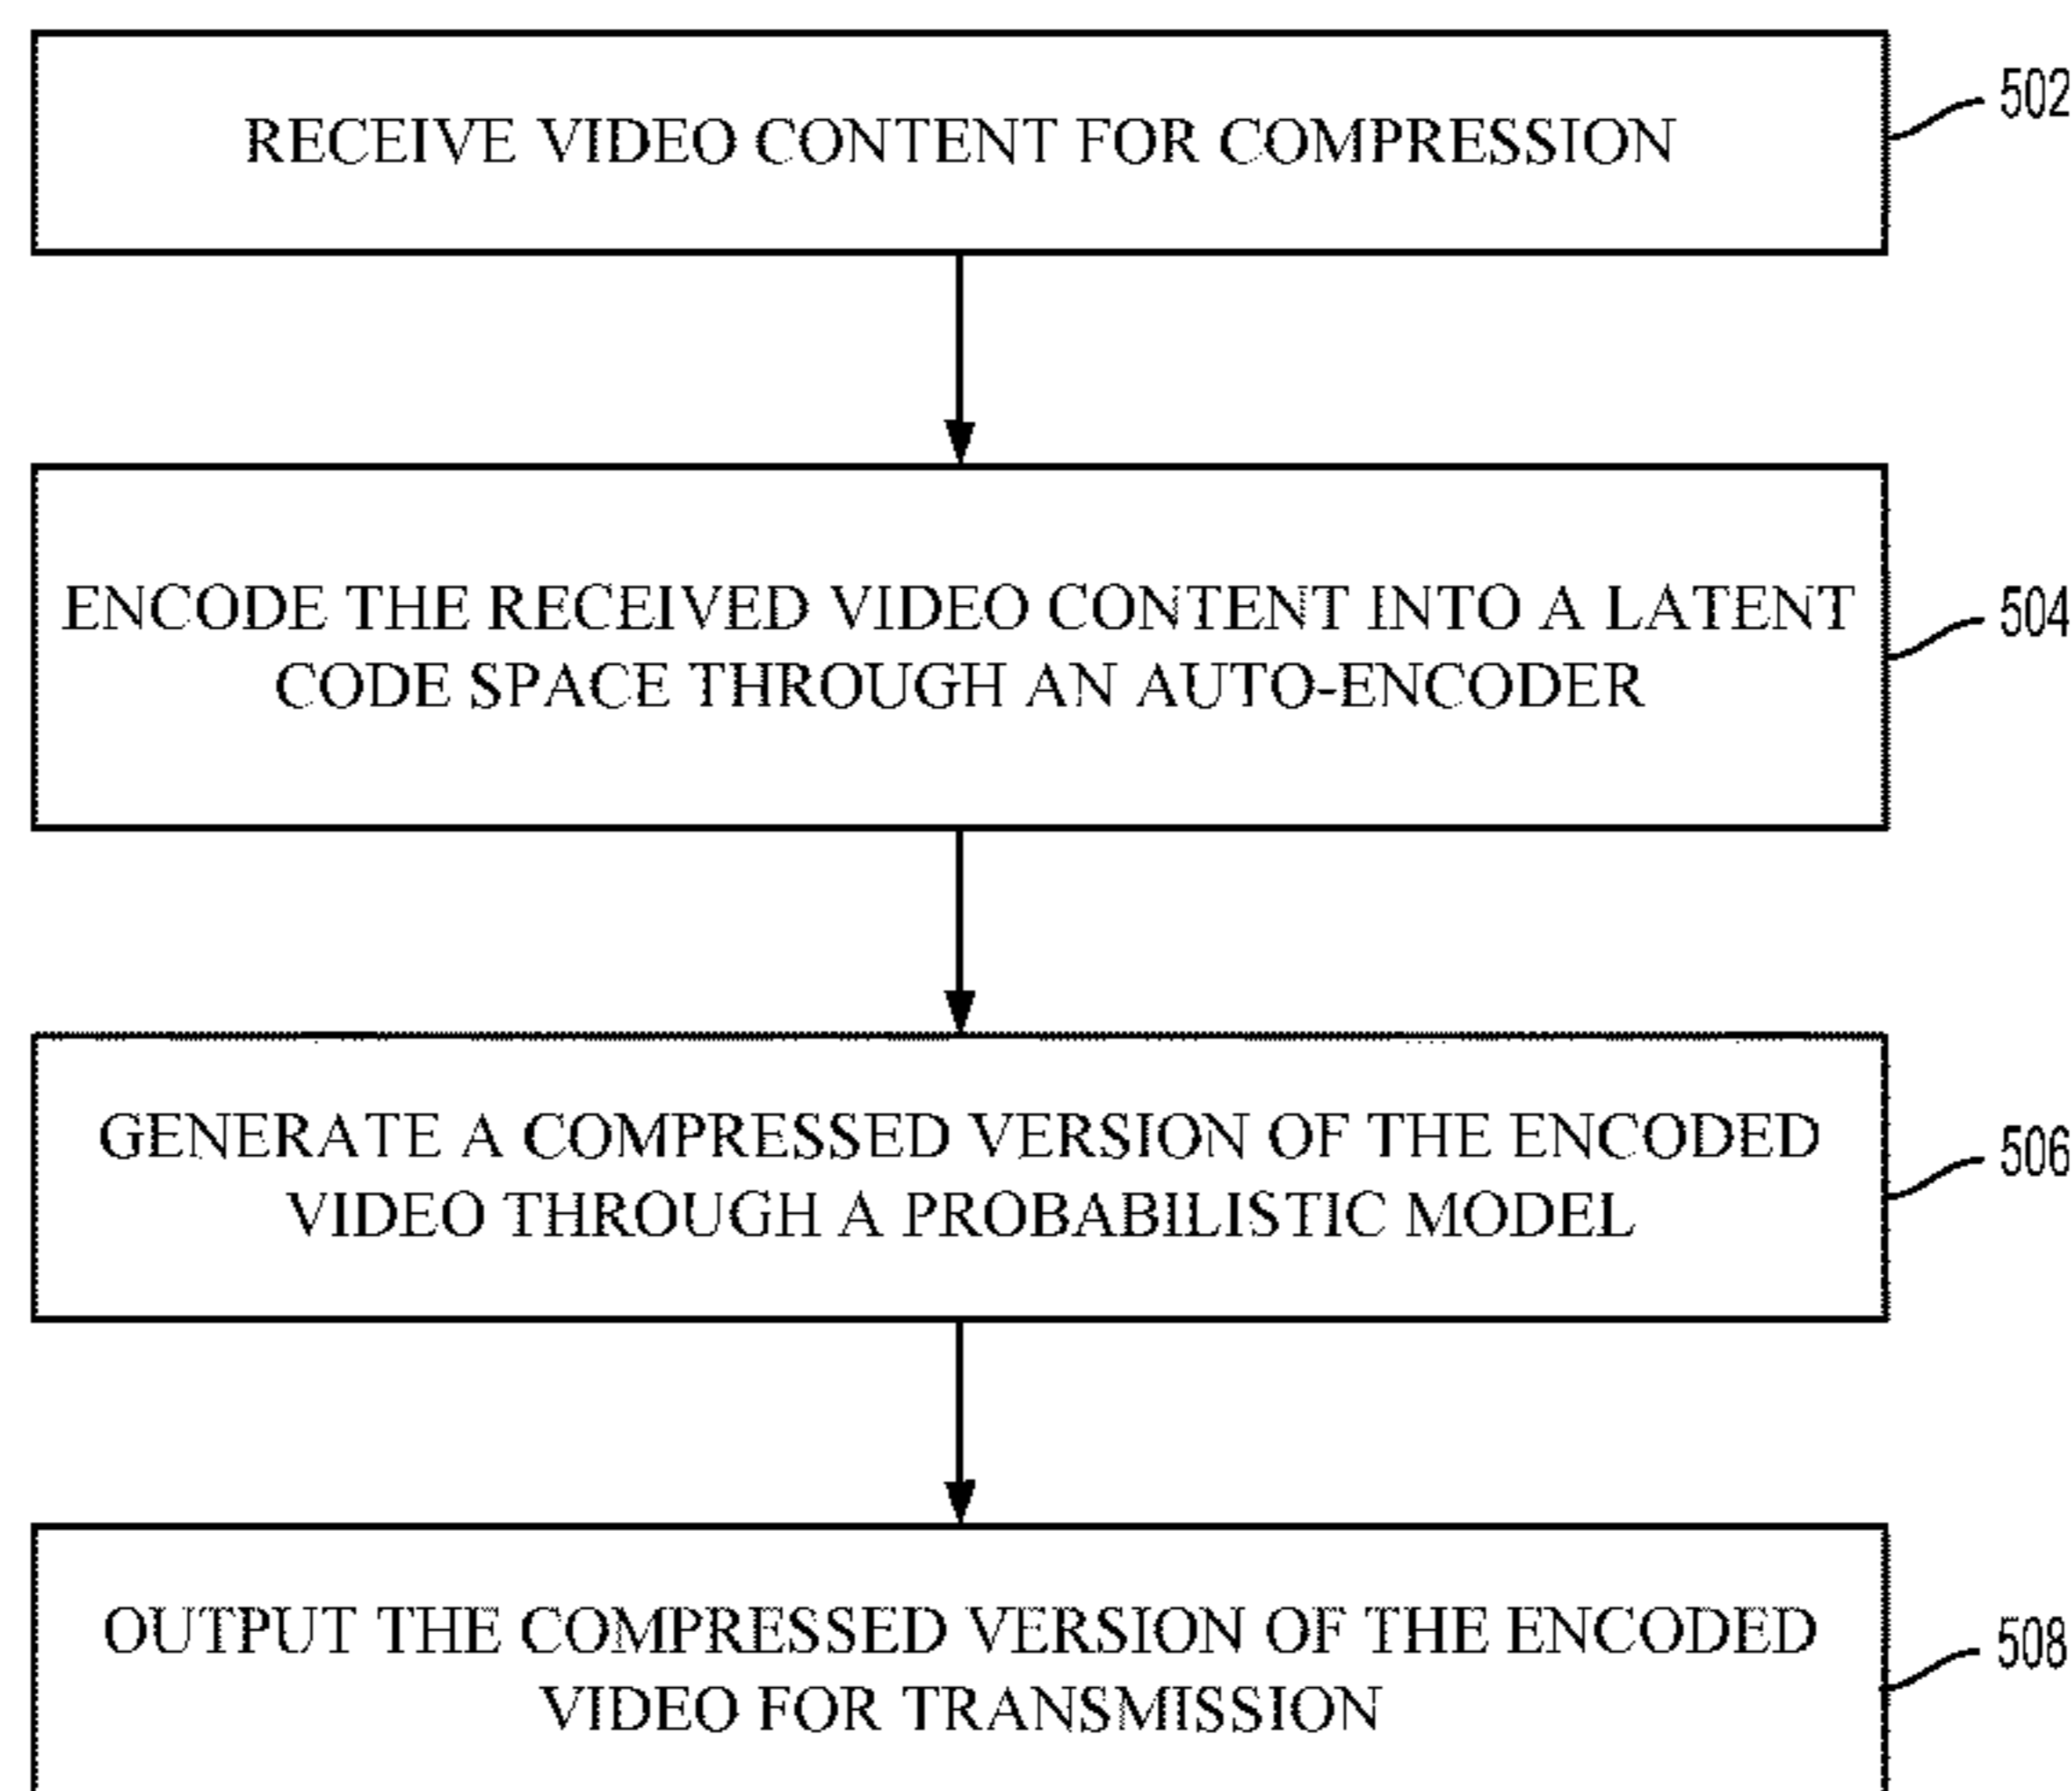 RECEIVE VIDEO CONTENT FOR COMPRESSION
502
ENCODE THE RECEIVED VIDEO CONTENT INTO A LATENT
CODE SPACE THROUGH AN AUTO-ENCODER
504
GENERATE A COMPRESSED VERSION OF THE ENCODED
VIDEO THROUGH A PROBABILISTIC MODEL
506
OUTPUT THE COMPRESSED VERSION OF THE ENCODED
VIDEO FOR TRANSMISSION
508